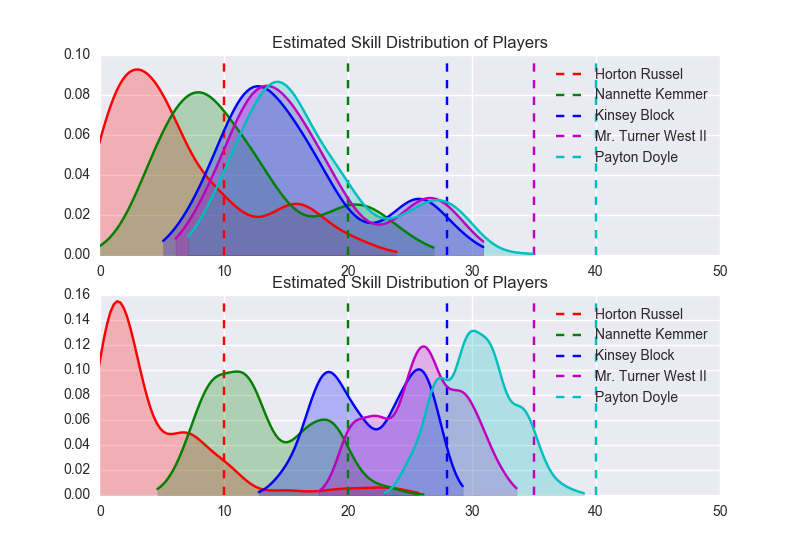 Estimated Skill Distribution of Players
0.10
0.08
0.06
0.04
0.02
0.00
Horton Russel
Nannette Kemmer
Kinsey Block
Mr. Turner West II
Payton Doyle
0 10 20 30 40 50
Estimated Skill Distribution of Players
0.16
0.14
0.12
0.10
0.08
0.06
0.04
0.02
0.00
Horton Russel
Nannette Kemmer
Kinsey Block
Mr. Turner West II
Payton Doyle
0 10 20 30 40 50